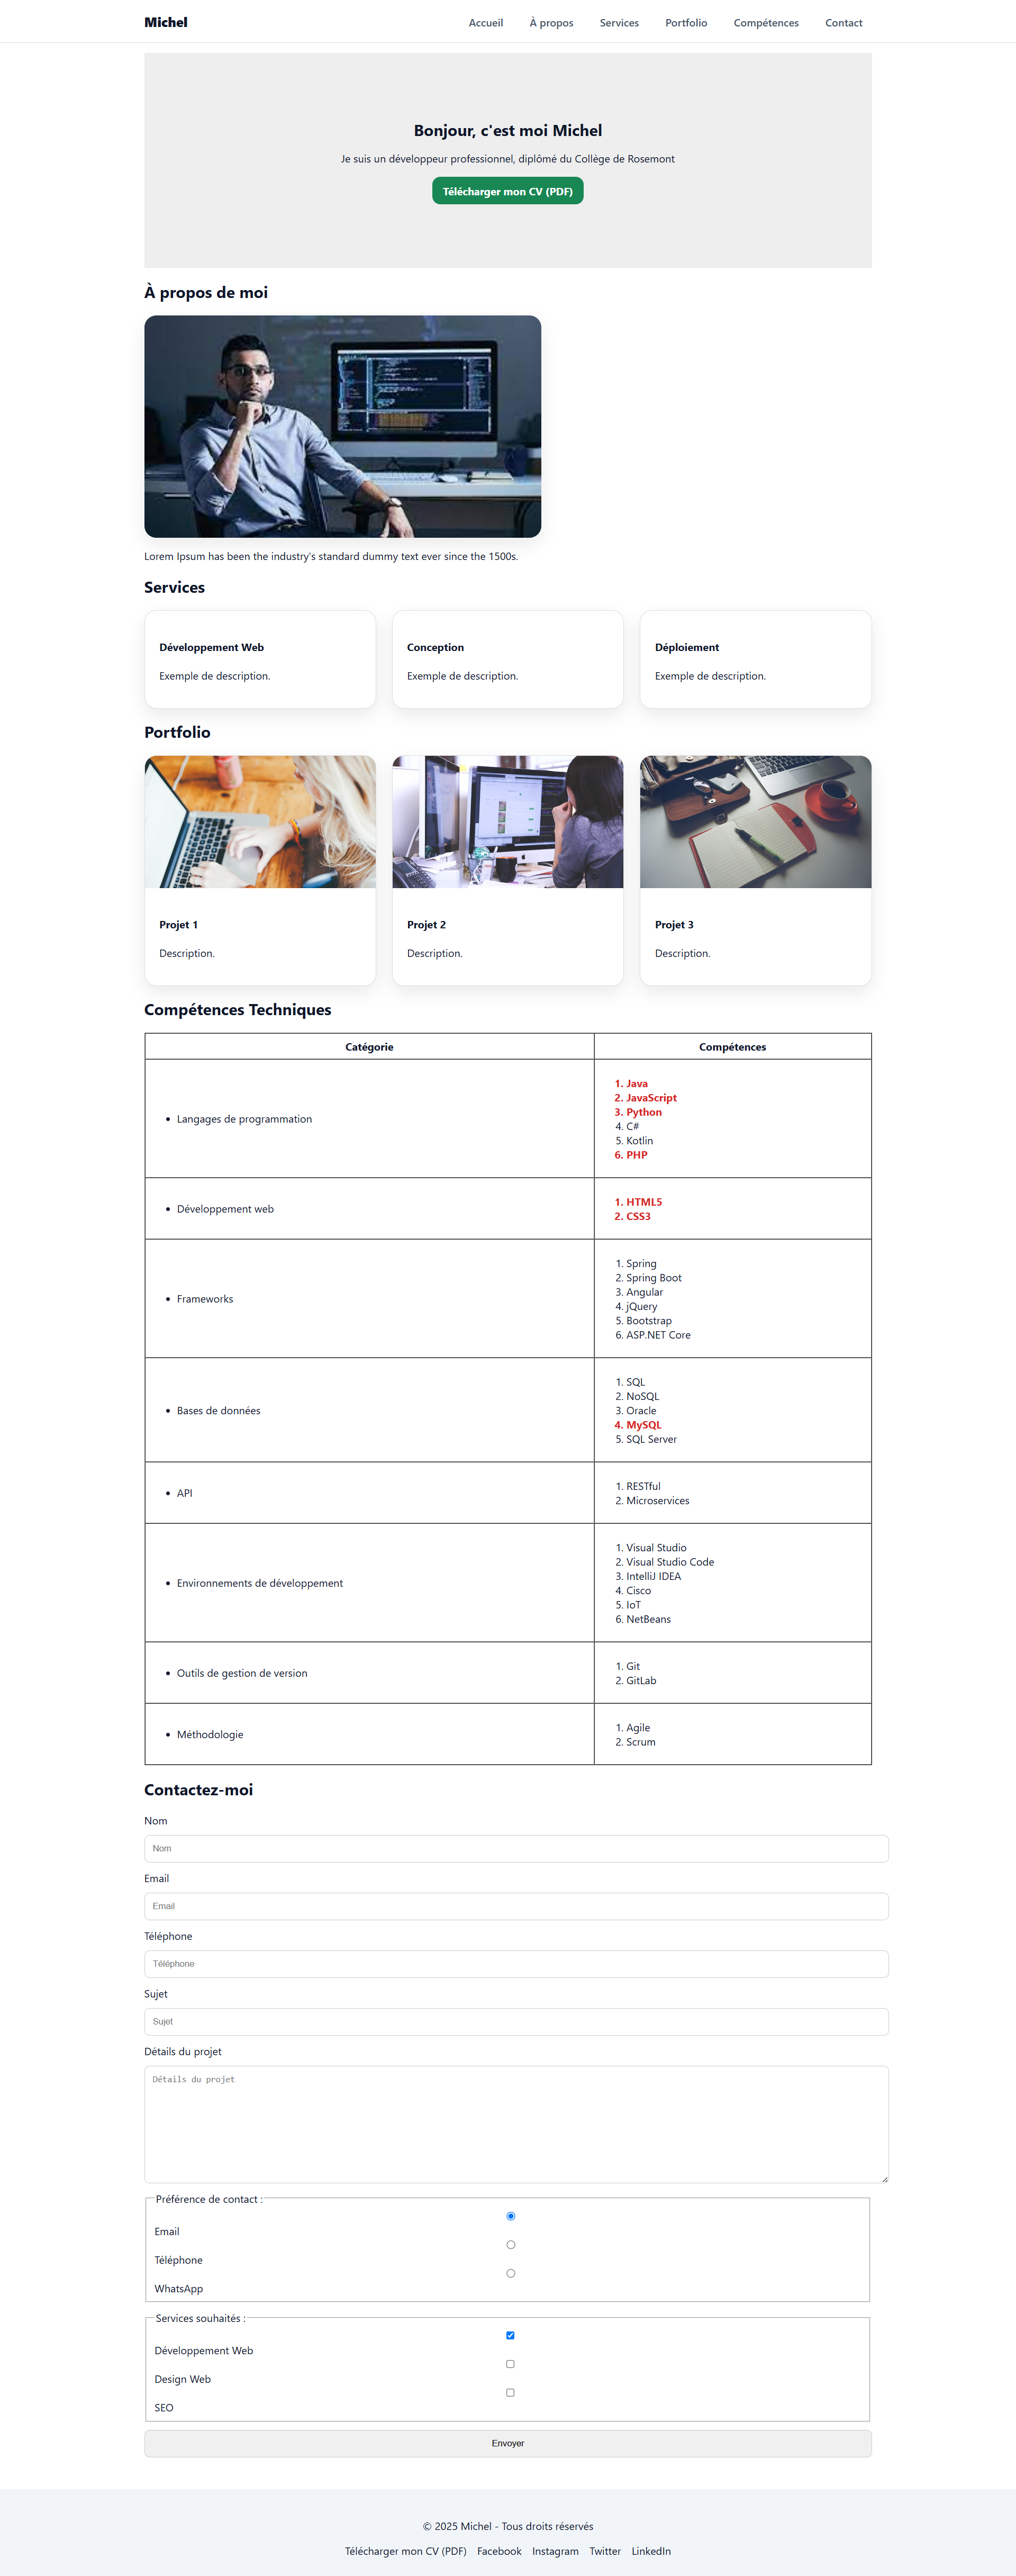 Michel
Accueil À propos Services Portfolio Compétences Contact
Bonjour, c'est moi Michel
Je suis un développeur professionnel, diplômé du Collège de Rosemont
Télécharger mon CV (PDF)
À propos de moi
Lorem Ipsum has been the industry's standard dummy text ever since the 1500s.
Services
Développement Web
Exemple de description.
Conception
Exemple de description.
Déploiement
Exemple de description.
Portfolio
Projet 1
Description.
Projet 2
Description.
Projet 3
Description.
Compétences Techniques
Catégorie Compétences
• Langages de programmation
1. Java
2. JavaScript
3. Python
4. C#
5. Kotlin
6. PHP
• Développement web
1. HTML5
2. CSS3
• Frameworks
1. Spring
2. Spring Boot
3. Angular
4. jQuery
5. Bootstrap
6. ASP.NET Core
• Bases de données
1. SQL
2. NoSQL
3. Oracle
4. MySQL
5. SQL Server
• API
1. RESTful
2. Microservices
• Environnements de développement
1. Visual Studio
2. Visual Studio Code
3. IntelliJ IDEA
4. Cisco
5. IoT
6. NetBeans
• Outils de gestion de version
1. Git
2. GitLab
• Méthodologie
1. Agile
2. Scrum
Contactez-moi
Nom
Nom
Email
Email
Téléphone
Téléphone
Sujet
Sujet
Détails du projet
Détails du projet
Préférence de contact :
Email
Téléphone
WhatsApp
Services souhaités :
Développement Web
Design Web
SEO
Envoyer
© 2025 Michel - Tous droits réservés
Télécharger mon CV (PDF) Facebook Instagram Twitter LinkedIn